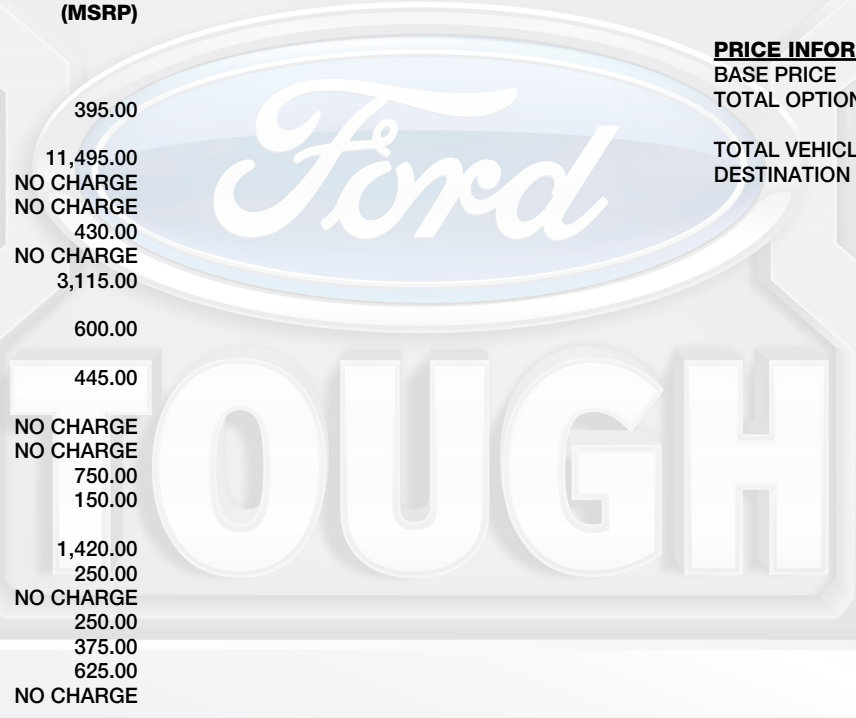 (MSRP)
395.00
11,495.00
NO CHARGE
NO CHARGE
430.00
NO CHARGE
3,115.00
600.00
445.00
NO CHARGE
NO CHARGE
750.00
150.00
1,420.00
250.00
NO CHARGE
250.00
375.00
625.00
NO CHARGE
PRICE INFOR
BASE PRICE
TOTAL OPTION
TOTAL VEHICL
DESTINATION
Ford
TOUGH